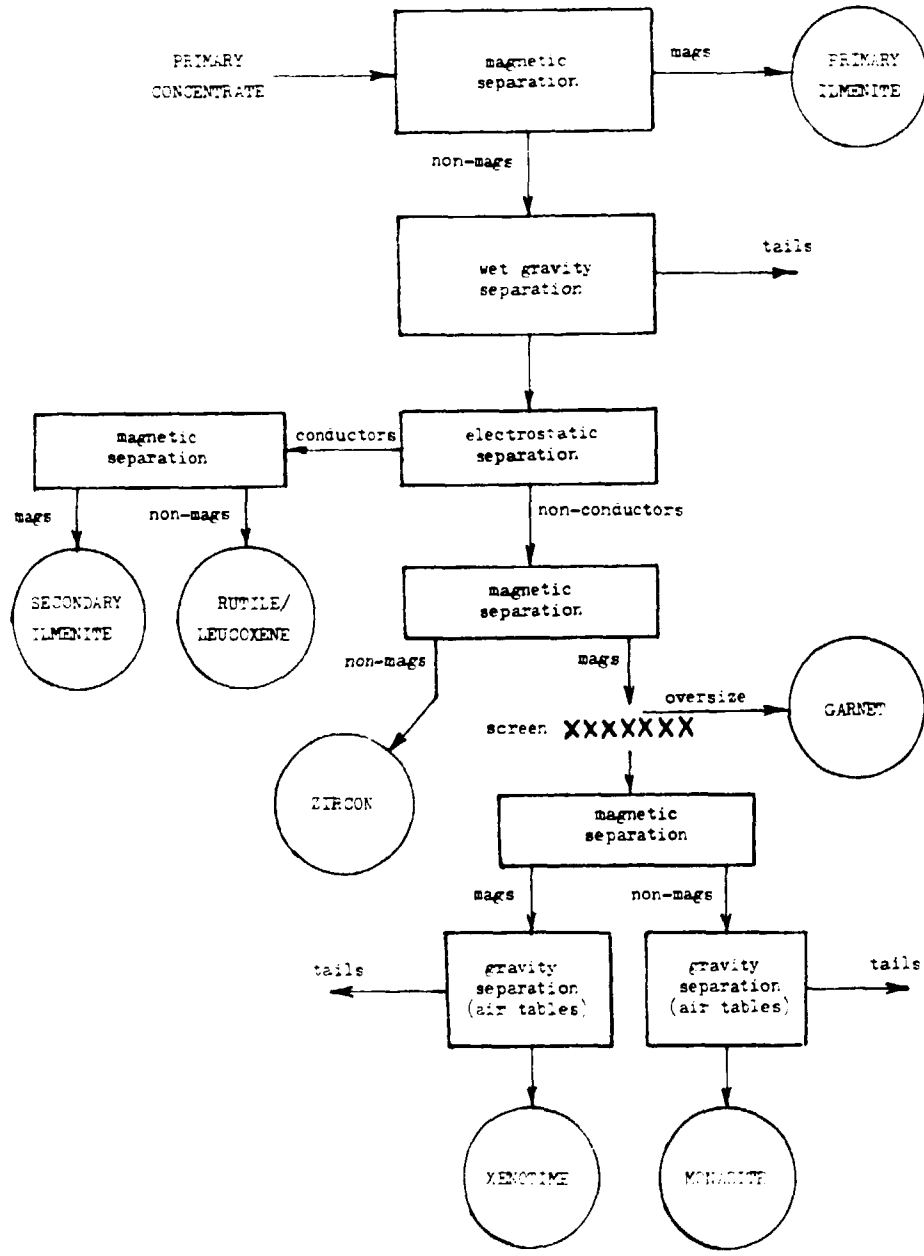 PRIMARY
CONCENTRATE
magnetic
separation
mags
PRIMARY
ILMENITE
non-mags
wet gravity
separation
tails
magnetic
separation
conductors
electrostatic
separation
mags
non-mags
non-conductors
SECONDARY
ILMENITE
RUTILE/
LEUCOXENE
magnetic
separation
non-mags
mags
oversize
GARNET
screen XXXXXXX
ZIRCON
magnetic
separation
mags
non-mags
tails
gravity
separation
(air tables)
gravity
separation
(air tables)
tails
XENOTIME
MONAZITE